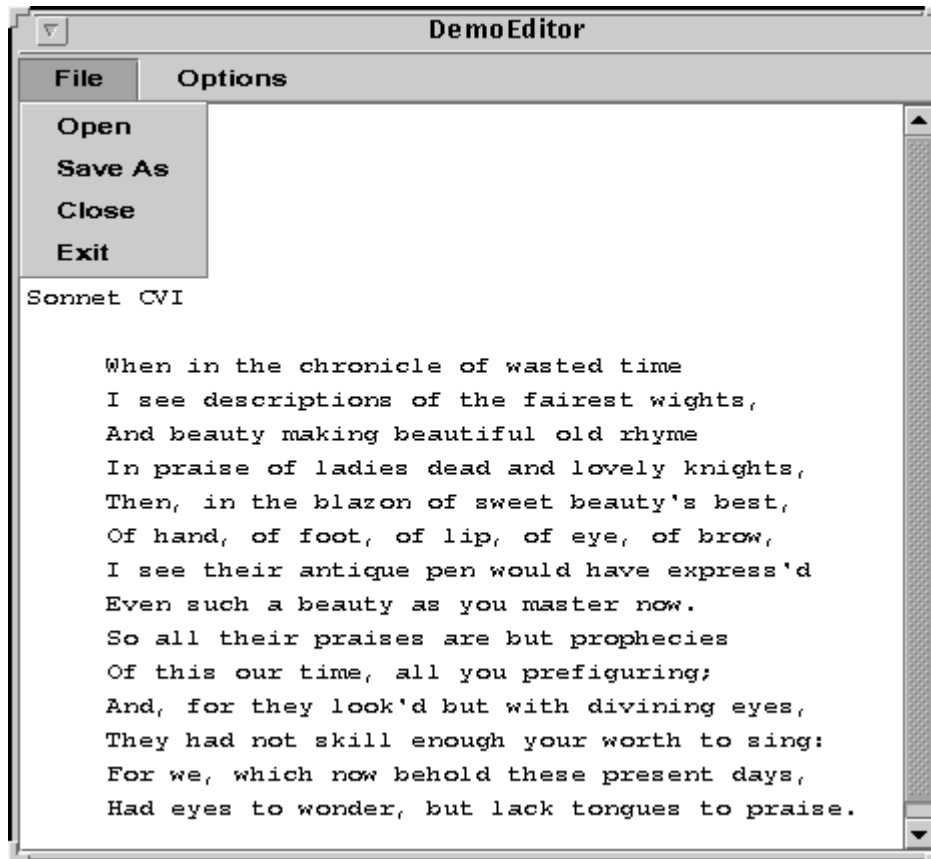 DemoEditor
File Options
Open
Save As
Close
Exit
Sonnet CVI
When in the chronicle of wasted time
I see descriptions of the fairest wights,
And beauty making beautiful old rhyme
In praise of ladies dead and lovely knights,
Then, in the blazon of sweet beauty's best,
Of hand, of foot, of lip, of eye, of brow,
I see their antique pen would have express'd
Even such a beauty as you master now.
So all their praises are but prophecies
Of this our time, all you prefiguring;
And, for they look'd but with divining eyes,
They had not skill enough your worth to sing:
For we, which now behold these present days,
Had eyes to wonder, but lack tongues to praise.